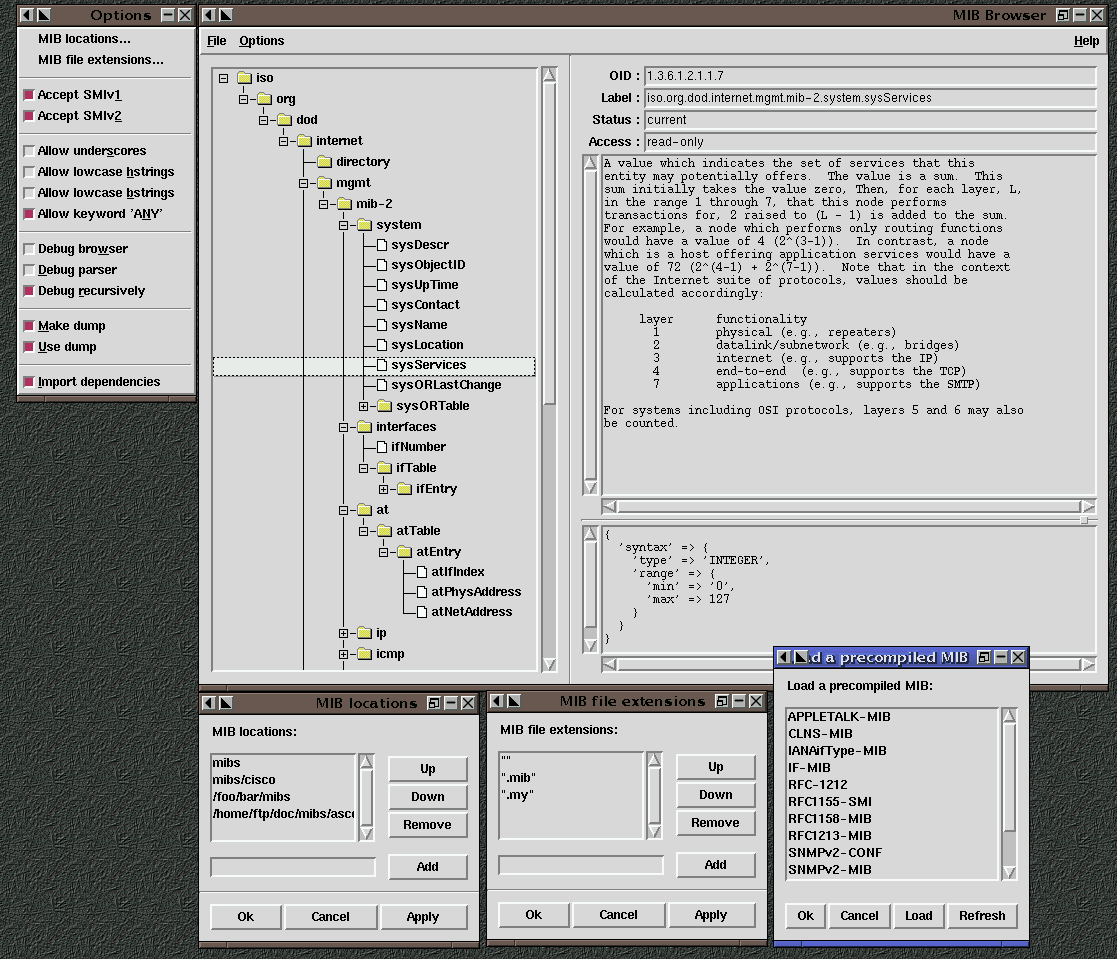 Options
MIB locations...
MIB file extensions...
Accept SMIv1
Accept SMIv2
Allow underscores
Allow lowcase hstrings
Allow lowcase bstrings
Allow keyword 'ANY'
Debug browser
Debug parser
Debug recursively
Make dump
Use dump
Import dependencies
MIB Browser
File Options Help
iso
org
dod
internet
directory
mgmt
mib-2
system
sysDescr
sysObjectID
sysUpTime
sysContact
sysName
sysLocation
sysServices
sysORLastChange
sysORTable
interfaces
ifNumber
ifTable
ifEntry
at
atTable
atEntry
atIfIndex
atPhysAddress
atNetAddress
ip
icmp
OID : 1.3.6.1.2.1.1.7
Label : iso.org.dod.internet.mgmt.mib-2.system.sysServices
Status : current
Access : read-only
A value which indicates the set of services that this
entity may potentially offers.  The value is a sum.  This
sum initially takes the value zero, Then, for each layer, L,
in the range 1 through 7, that this node performs
transactions for, 2 raised to (L - 1) is added to the sum.
For example, a node which performs only routing functions
would have a value of 4 (2^(3-1)).  In contrast, a node
which is a host offering application services would have a
value of 72 (2^(4-1) + 2^(7-1)).  Note that in the context
of the Internet suite of protocols, values should be
calculated accordingly:
layer functionality
1 physical (e.g., repeaters)
2 datalink/subnetwork (e.g., bridges)
3 internet (e.g., supports the IP)
4 end-to-end  (e.g., supports the TCP)
7 applications (e.g., supports the SMTP)
For systems including OSI protocols, layers 5 and 6 may also
be counted.
{
'syntax' => {
'type' => 'INTEGER',
'range' => {
'min' => '0',
'max' => 127
}
}
}
MIB locations
MIB locations:
mibs
mibs/cisco
/foo/bar/mibs
/home/ftp/doc/mibs/asc
Up
Down
Remove
Add
Ok Cancel Apply
MIB file extensions
MIB file extensions:
""
".mib"
".my"
Up
Down
Remove
Add
Ok Cancel Apply
d a precompiled MIB
Load a precompiled MIB:
APPLETALK-MIB
CLNS-MIB
IANAifType-MIB
IF-MIB
RFC-1212
RFC1155-SMI
RFC1158-MIB
RFC1213-MIB
SNMPv2-CONF
SNMPv2-MIB
Ok Cancel Load Refresh